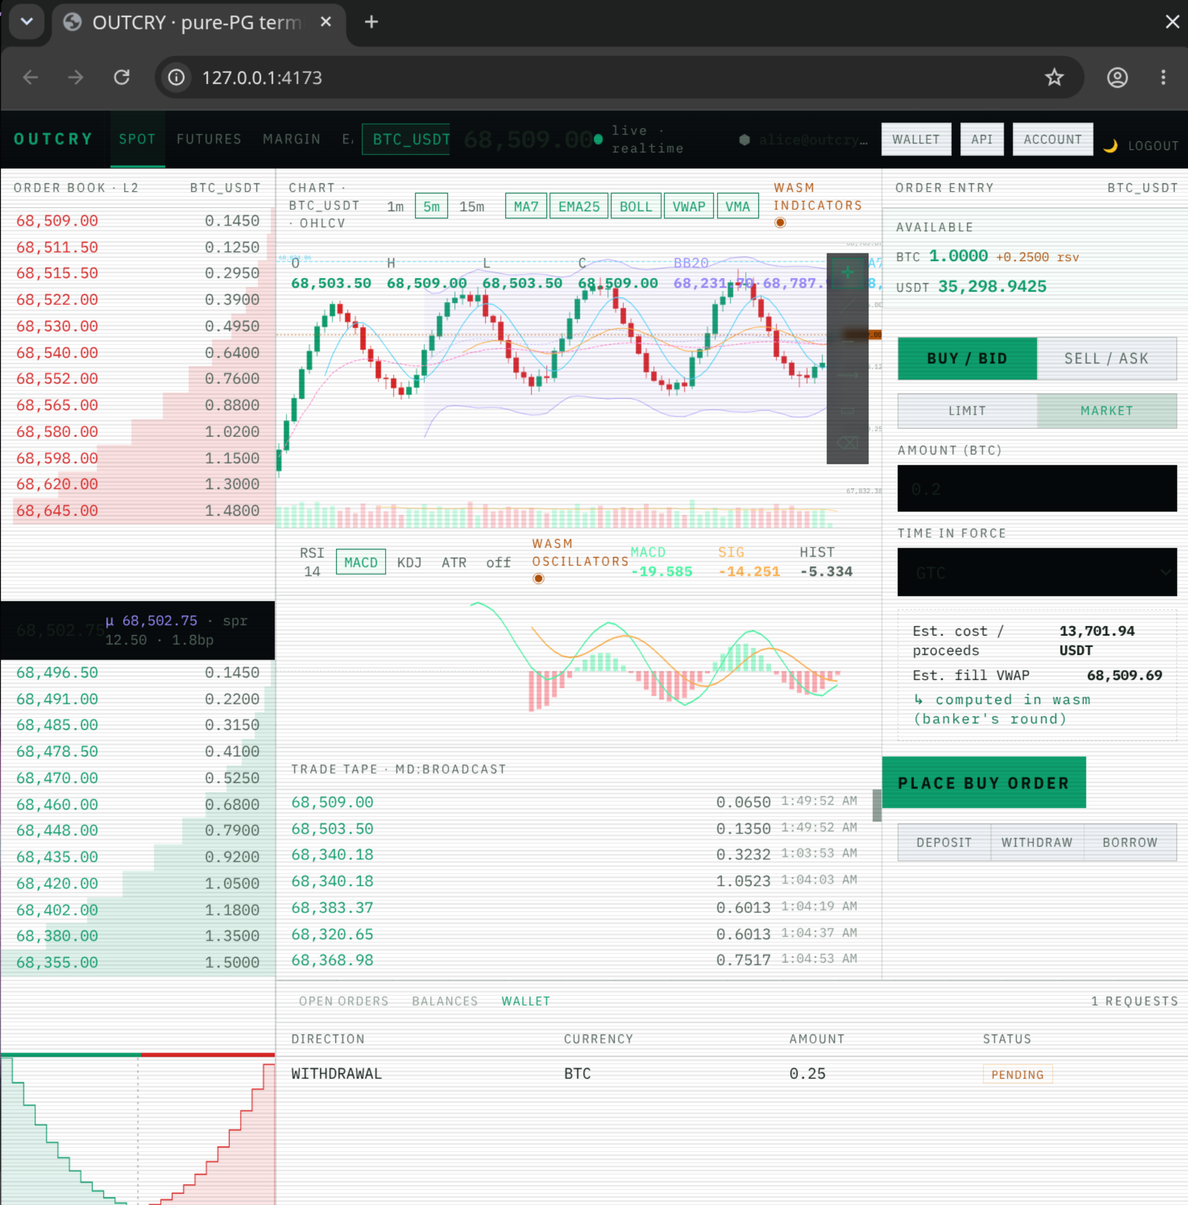 OUTCRY · pure-PG term
127.0.0.1:4173
OUTCRY SPOT FUTURES MARGIN BTC_USDT 68,509.00 live · realtime alice@outcry… WALLET API ACCOUNT LOGOUT
ORDER BOOK · L2 BTC_USDT
68,509.00 0.1450
68,511.50 0.1250
68,515.50 0.2950
68,522.00 0.3900
68,530.00 0.4950
68,540.00 0.6400
68,552.00 0.7600
68,565.00 0.8800
68,580.00 1.0200
68,598.00 1.1500
68,620.00 1.3000
68,645.00 1.4800
68,502.75 µ 68,502.75 · spr
12.50 · 1.8bp
68,496.50 0.1450
68,491.00 0.2200
68,485.00 0.3150
68,478.50 0.4100
68,470.00 0.5250
68,460.00 0.6800
68,448.00 0.7900
68,435.00 0.9200
68,420.00 1.0500
68,402.00 1.1800
68,380.00 1.3500
68,355.00 1.5000
CHART ·
BTC_USDT
· OHLCV
1m 5m 15m MA7 EMA25 BOLL VWAP VMA
WASM
INDICATORS
O H L C BB20
68,503.50 68,509.00 68,503.50 68,509.00
RSI
14
MACD KDJ ATR off
WASM
OSCILLATORS
MACD SIG HIST
-19.585 -14.251 -5.334
TRADE TAPE · MD:BROADCAST
68,509.00 0.0650 1:49:52 AM
68,503.50 0.1350 1:49:52 AM
68,340.18 0.3232 1:03:53 AM
68,340.18 1.0523 1:04:03 AM
68,383.37 0.6013 1:04:19 AM
68,320.65 0.6013 1:04:37 AM
68,368.98 0.7517 1:04:53 AM
ORDER ENTRY BTC_USDT
AVAILABLE
BTC 1.0000 +0.2500 rsv
USDT 35,298.9425
BUY / BID SELL / ASK
LIMIT MARKET
AMOUNT (BTC)
0.2
TIME IN FORCE
GTC
Est. cost / proceeds 13,701.94 USDT
Est. fill VWAP 68,509.69
↳ computed in wasm
(banker's round)
PLACE BUY ORDER
DEPOSIT WITHDRAW BORROW
OPEN ORDERS BALANCES WALLET 1 REQUESTS
DIRECTION CURRENCY AMOUNT STATUS
WITHDRAWAL BTC 0.25 PENDING